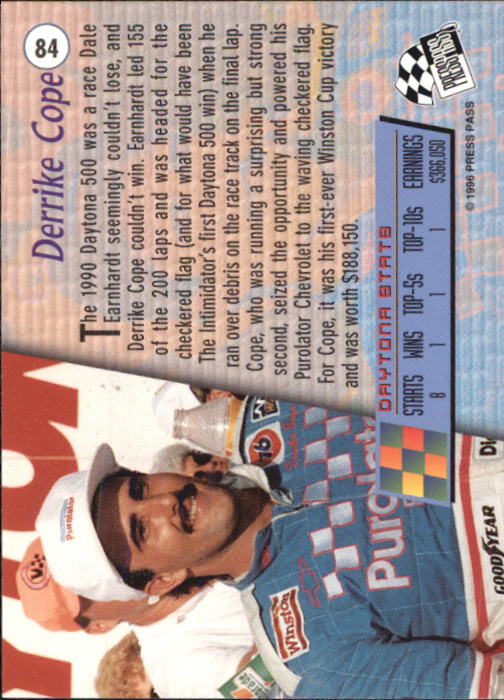 84
Derrike Cope
The 1990 Daytona 500 was a race Dale
Earnhardt seemingly couldn't lose, and
Derrike Cope couldn't win. Earnhardt led 155
of the 200 laps and was headed for the
checkered flag (and for what would have been
The Intimidator's first Daytona 500 win) when he
ran over debris on the race track on the final lap.
Cope, who was running a surprising but strong
second, seized the opportunity and powered his
Purolator Chevrolet to the waving checkered flag.
For Cope, it was his first-ever Winston Cup victory
and was worth $188,150.
DAYTONA STATS
STARTS WINS TOP-5s TOP-10s EARNINGS
8 1 1 1 $366,050
© 1996 PRESS PASS
PRESS PASS
Purolator
76
Winston
Purola
GOODYEAR
Di